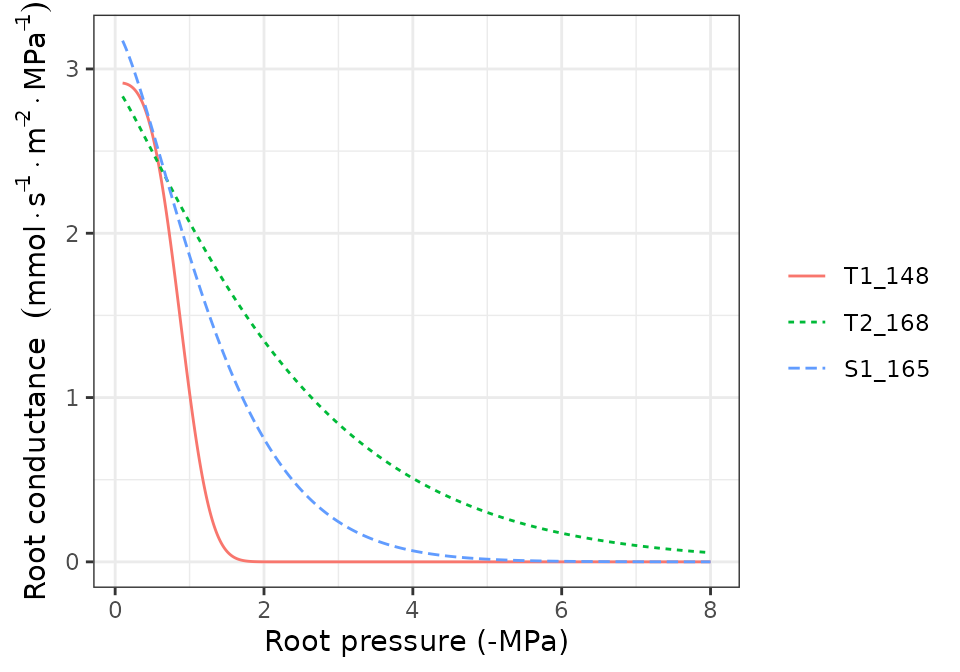 Root conductance (mmol · s⁻¹ · m⁻² · MPa⁻¹)
3
2
1
0
0 2 4 6 8
Root pressure (-MPa)
T1_148
T2_168
S1_165